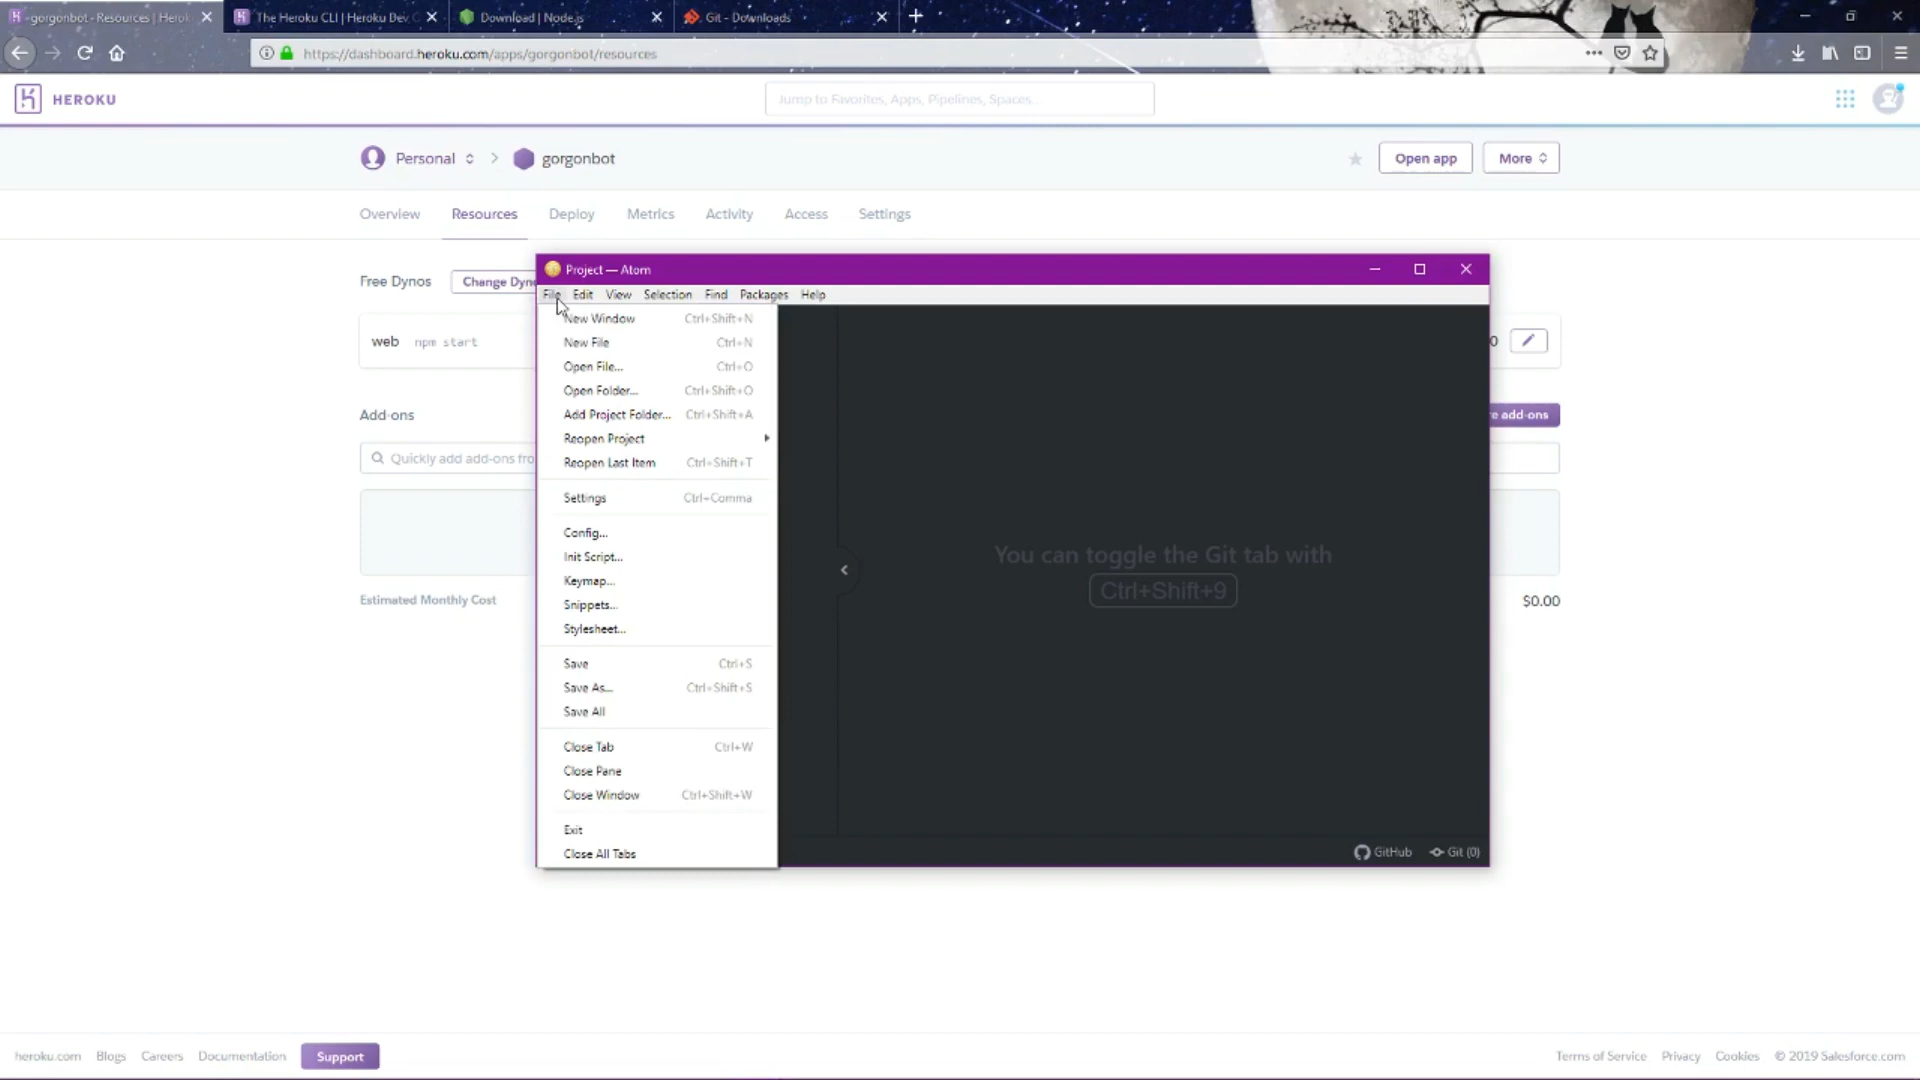 gorgonbot - Resources | Herok
The Heroku CLI | Heroku Dev C
Download | Node.js
Git - Downloads
https://dashboard.heroku.com/apps/gorgonbot/resources
HEROKU
Jump to Favorites, Apps, Pipelines, Spaces...
Personal
gorgonbot
Open app
More
Overview
Resources
Deploy
Metrics
Activity
Access
Settings
Free Dynos
Change Dyn
web npm start
0
Add-ons
re add-ons
Quickly add add-ons fro
Estimated Monthly Cost
$0.00
Project — Atom
File Edit View Selection Find Packages Help
New Window Ctrl+Shift+N
New File Ctrl+N
Open File... Ctrl+O
Open Folder... Ctrl+Shift+O
Add Project Folder... Ctrl+Shift+A
Reopen Project
Reopen Last Item Ctrl+Shift+T
Settings Ctrl+Comma
Config...
Init Script...
Keymap...
Snippets...
Stylesheet...
Save Ctrl+S
Save As... Ctrl+Shift+S
Save All
Close Tab Ctrl+W
Close Pane
Close Window Ctrl+Shift+W
Exit
Close All Tabs
You can toggle the Git tab with
Ctrl+Shift+9
GitHub
Git (0)
heroku.com
Blogs
Careers
Documentation
Support
Terms of Service
Privacy
Cookies
© 2019 Salesforce.com